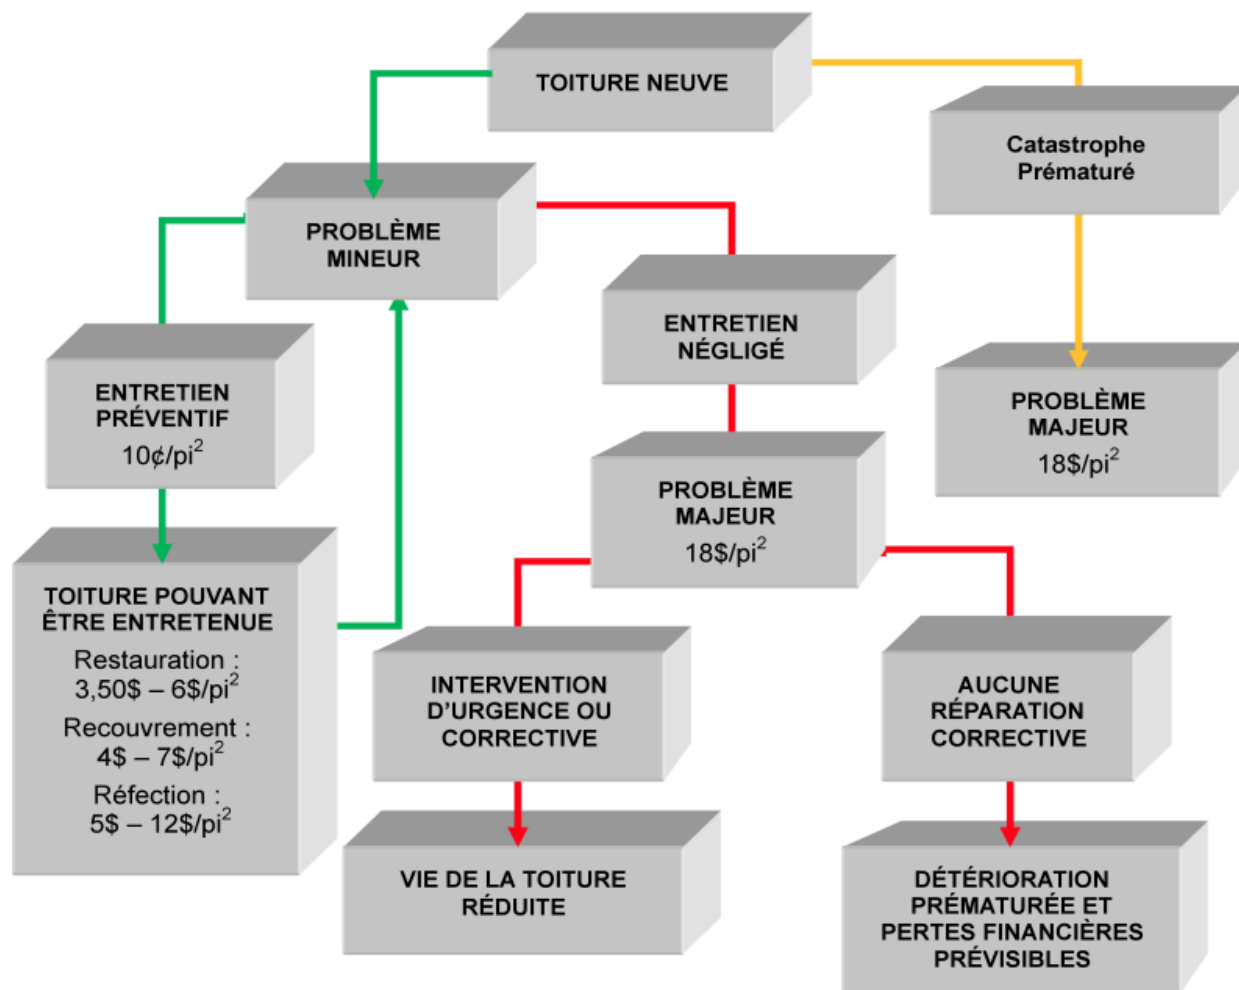 TOITURE NEUVE
Catastrophe
Prématuré
PROBLÈME
MINEUR
ENTRETIEN
NÉGLIGÉ
ENTRETIEN
PRÉVENTIF
10¢/pi²
PROBLÈME
MAJEUR
18$/pi²
PROBLÈME
MAJEUR
18$/pi²
TOITURE POUVANT
ÊTRE ENTRETENUE
Restauration :
3,50$ – 6$/pi²
Recouvrement :
4$ – 7$/pi²
Réfection :
5$ – 12$/pi²
INTERVENTION
D'URGENCE OU
CORRECTIVE
AUCUNE
RÉPARATION
CORRECTIVE
VIE DE LA TOITURE
RÉDUITE
DÉTÉRIORATION
PRÉMATURÉE ET
PERTES FINANCIÈRES
PRÉVISIBLES